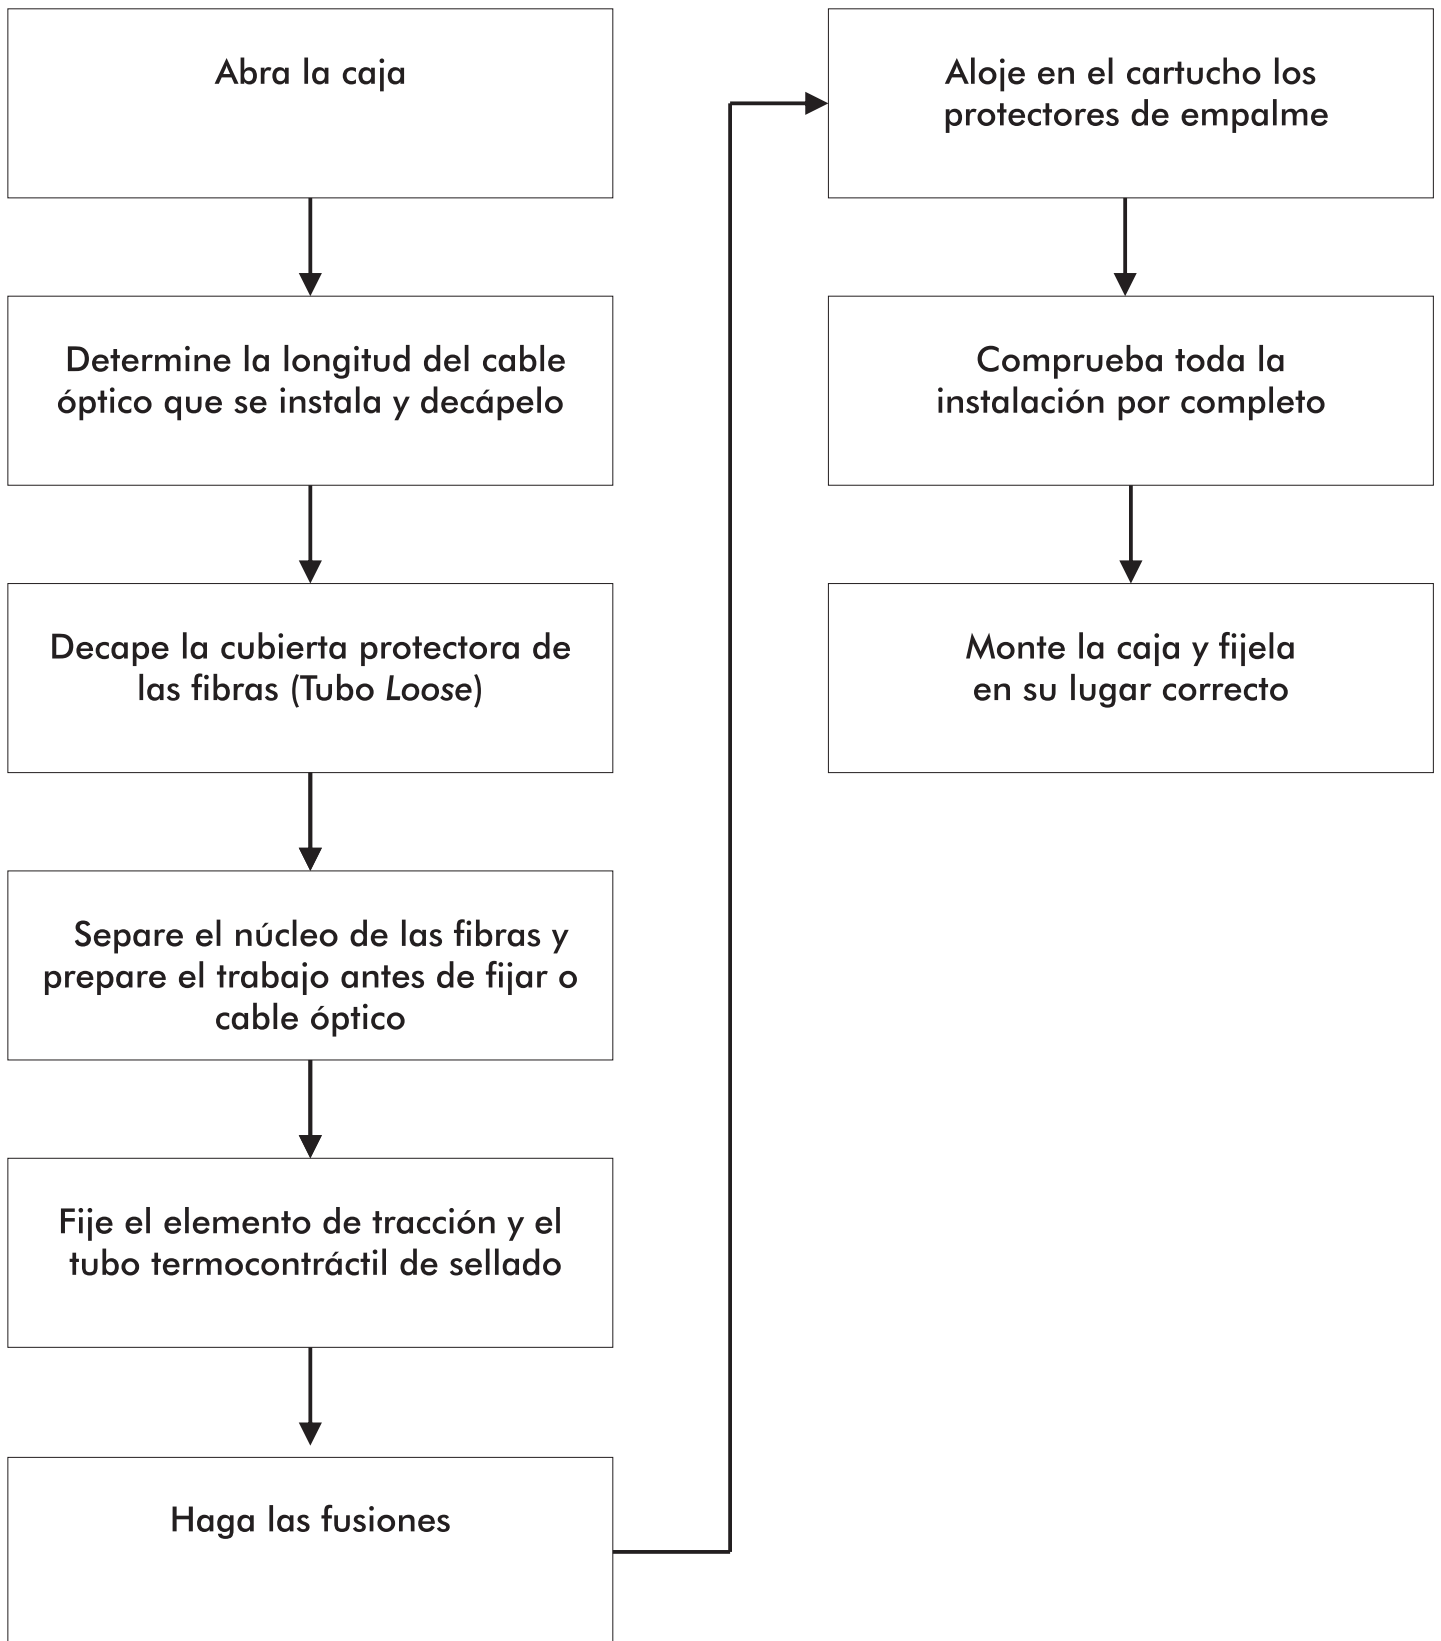 Abra la caja
Determine la longitud del cable
óptico que se instala y decápelo
Decape la cubierta protectora de
las fibras (Tubo Loose)
Separe el núcleo de las fibras y
prepare el trabajo antes de fijar o
cable óptico
Fije el elemento de tracción y el
tubo termocontráctil de sellado
Haga las fusiones
Aloje en el cartucho los
protectores de empalme
Comprueba toda la
instalación por completo
Monte la caja y fijela
en su lugar correcto